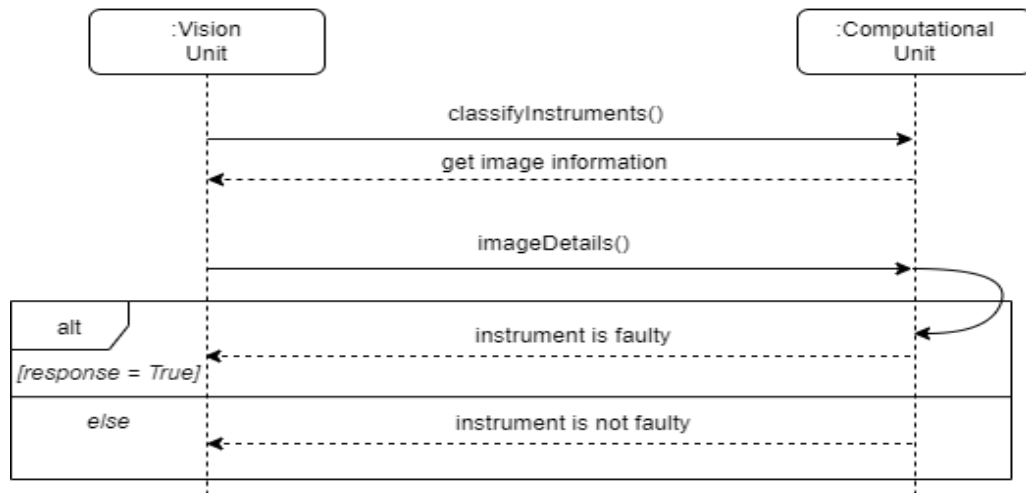 :Vision
Unit
:Computational
Unit
classifyInstruments()
get image information
imageDetails()
alt
instrument is faulty
[response = True]
else
instrument is not faulty